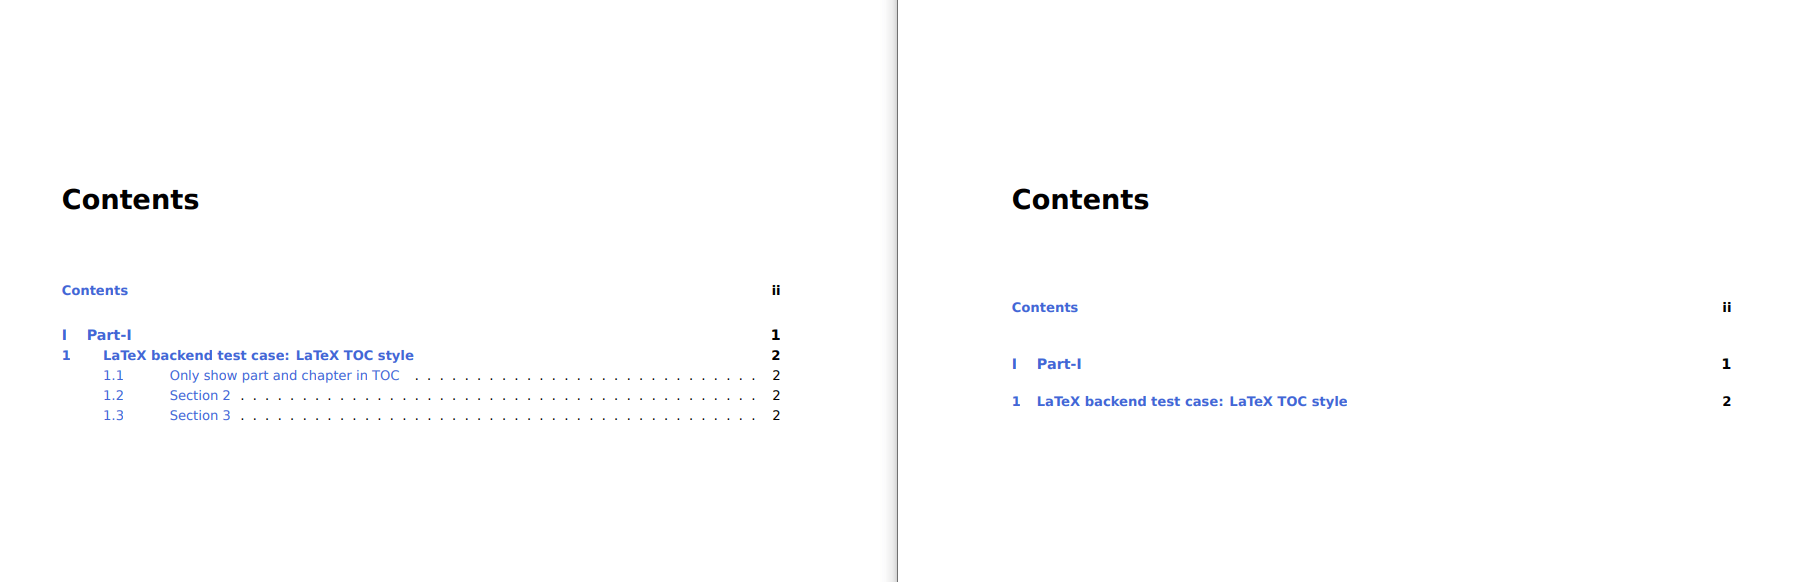 Contents
Contents ii
I Part-I 1
1 LaTeX backend test case: LaTeX TOC style 2
1.1 Only show part and chapter in TOC . . . . . . . . . . . . . . . . . . . . . . . . . . . . 2
1.2 Section 2 . . . . . . . . . . . . . . . . . . . . . . . . . . . . . . . . . . . . . . . . . . 2
1.3 Section 3 . . . . . . . . . . . . . . . . . . . . . . . . . . . . . . . . . . . . . . . . . . 2
Contents
Contents ii
I Part-I 1
1 LaTeX backend test case: LaTeX TOC style 2